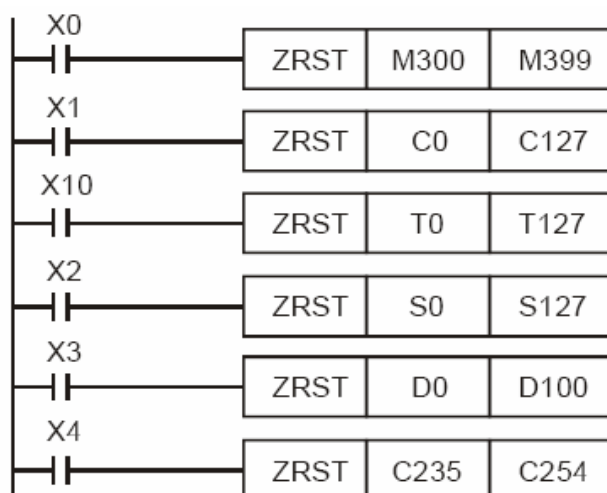 X0
ZRST M300 M399
X1
ZRST C0 C127
X10
ZRST T0 T127
X2
ZRST S0 S127
X3
ZRST D0 D100
X4
ZRST C235 C254